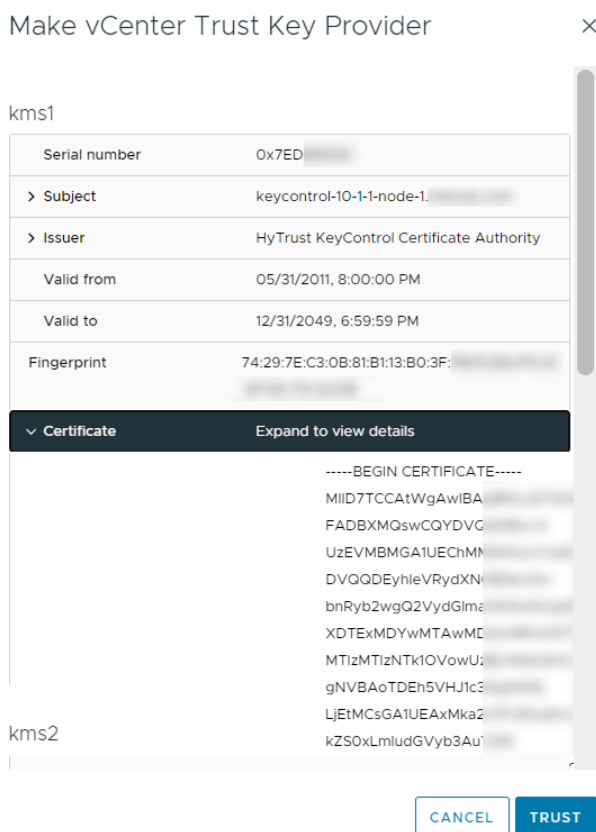 Make vCenter Trust Key Provider
kms1
Serial number 0x7ED
Subject keycontrol-10-1-1-node-1.
Issuer HyTrust KeyControl Certificate Authority
Valid from 05/31/2011, 8:00:00 PM
Valid to 12/31/2049, 6:59:59 PM
Fingerprint 74:29:7E:C3:0B:81:B1:13:B0:3F:
Certificate Expand to view details
-----BEGIN CERTIFICATE-----
MIID7TCCAtWgAwIBA
FADBXMQswCQYDVQ
UzEVMBMGA1UEChMM
DVQQDEyhleVRydXN
bnRyb2wgQ2VydGlma
XDTExMDYwMTAwMD
MTIzMTIzNTk1OVowUz
gNVBAoTDEh5VHJ1c3
LjEtMCsGA1UEAxMka2
kZS0xLmludGVyb3Au
kms2
CANCEL TRUST